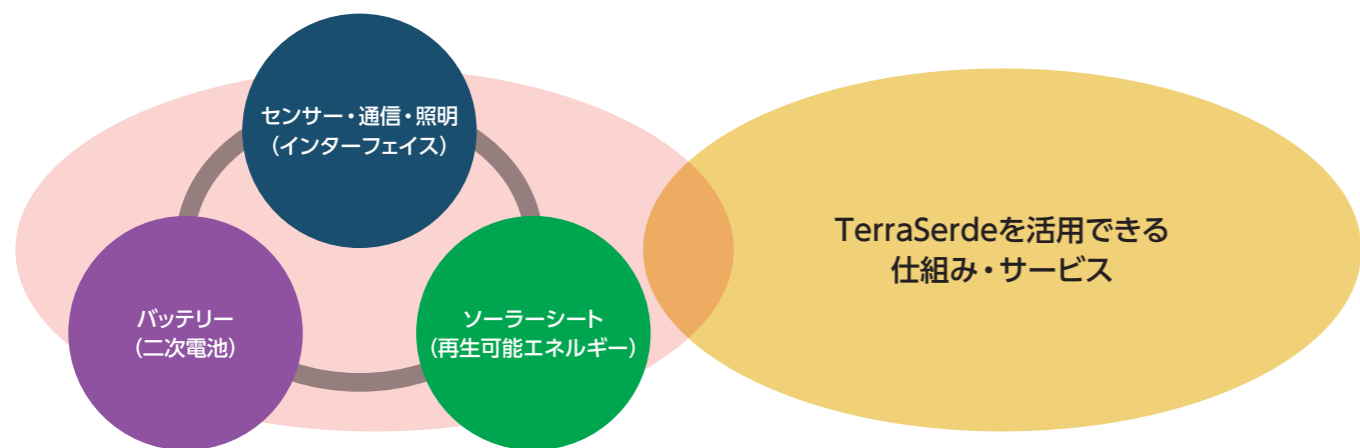 センサー・通信・照明
（インターフェイス）
バッテリー
（二次電池）
ソーラーシート
（再生可能エネルギー）
TerraSerdeを活用できる
仕組み・サービス